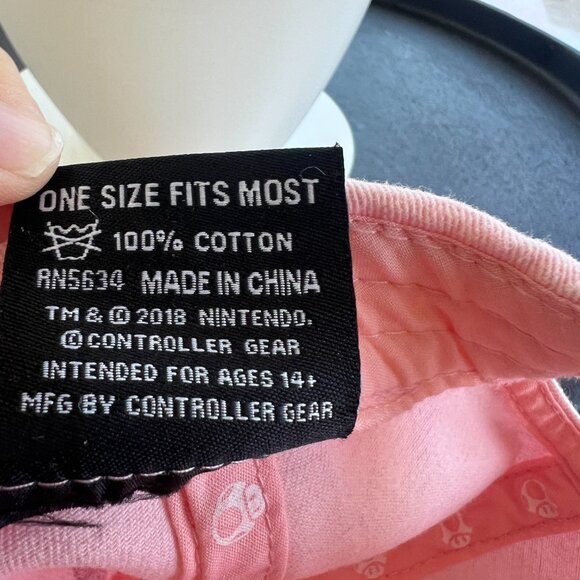 ONE SIZE FITS MOST
100% COTTON
RN5634 MADE IN CHINA
TM & © 2018 NINTENDO.
© CONTROLLER GEAR
INTENDED FOR AGES 14+
MFG BY CONTROLLER GEAR